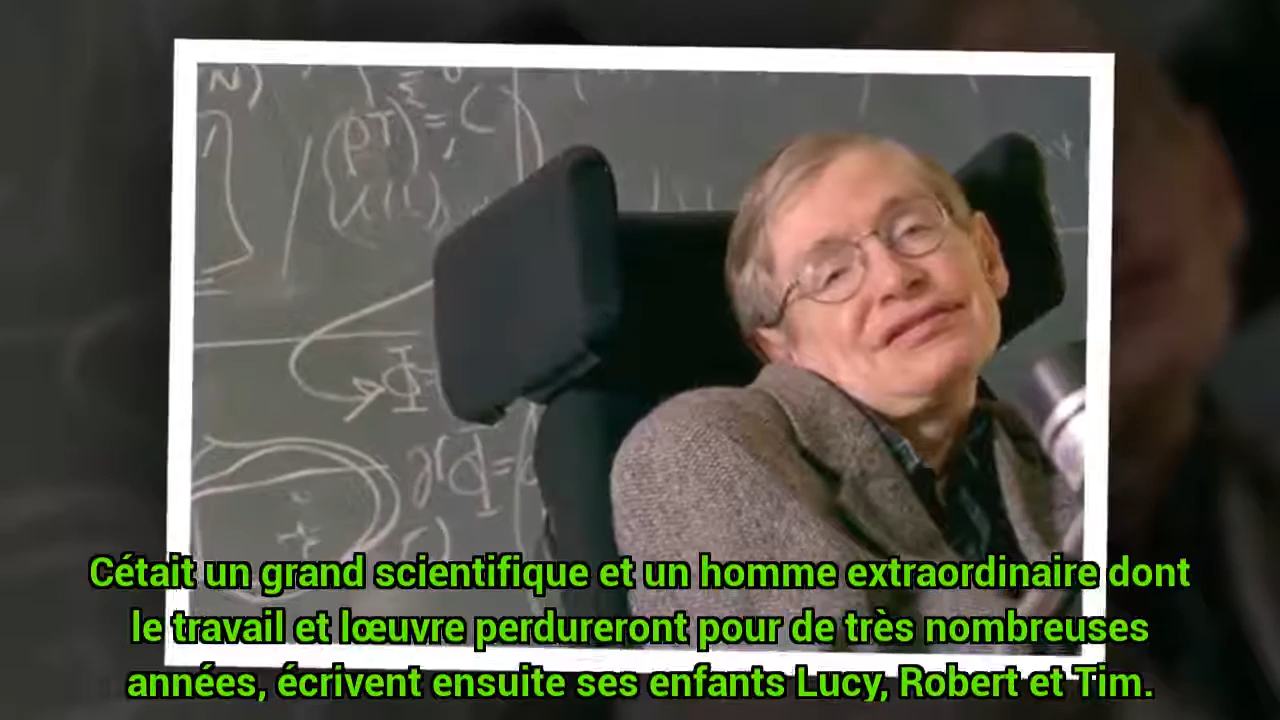 N)
(PT) = C
Cétait un grand scientifique et un homme extraordinaire dont
le travail et lœuvre perdureront pour de très nombreuses
années, écrivent ensuite ses enfants Lucy, Robert et Tim.